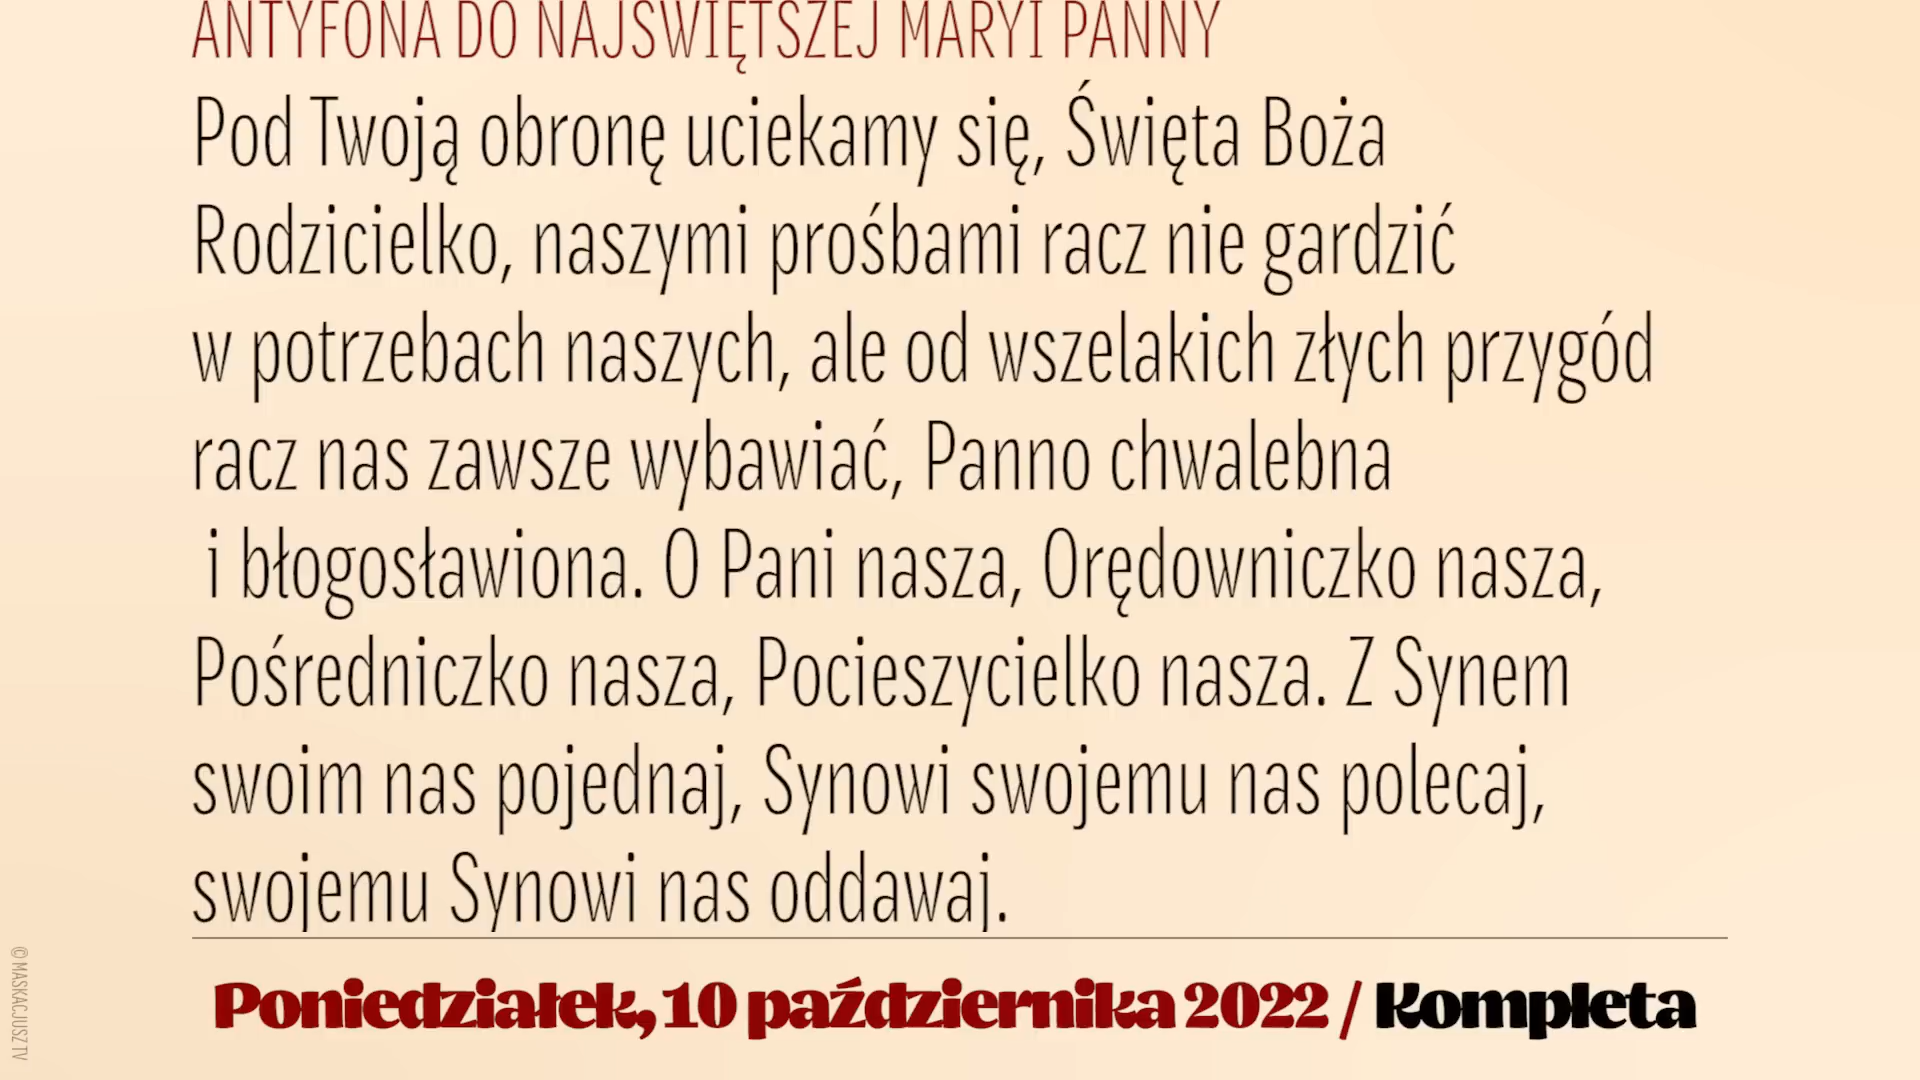 ANTYFONA DO NAJŚWIĘTSZEJ MARYI PANNY
Pod Twoją obronę uciekamy się, Święta Boża
Rodzicielko, naszymi prośbami racz nie gardzić
w potrzebach naszych, ale od wszelakich złych przygód
racz nas zawsze wybawiać, Panno chwalebna
i błogosławiona. O Pani nasza, Orędowniczko nasza,
Pośredniczko nasza, Pocieszycielko nasza. Z Synem
swoim nas pojednaj, Synowi swojemu nas polecaj,
swojemu Synowi nas oddawaj.
Poniedziałek, 10 października 2022 / Kompleta
© MASKACJUSZ TV